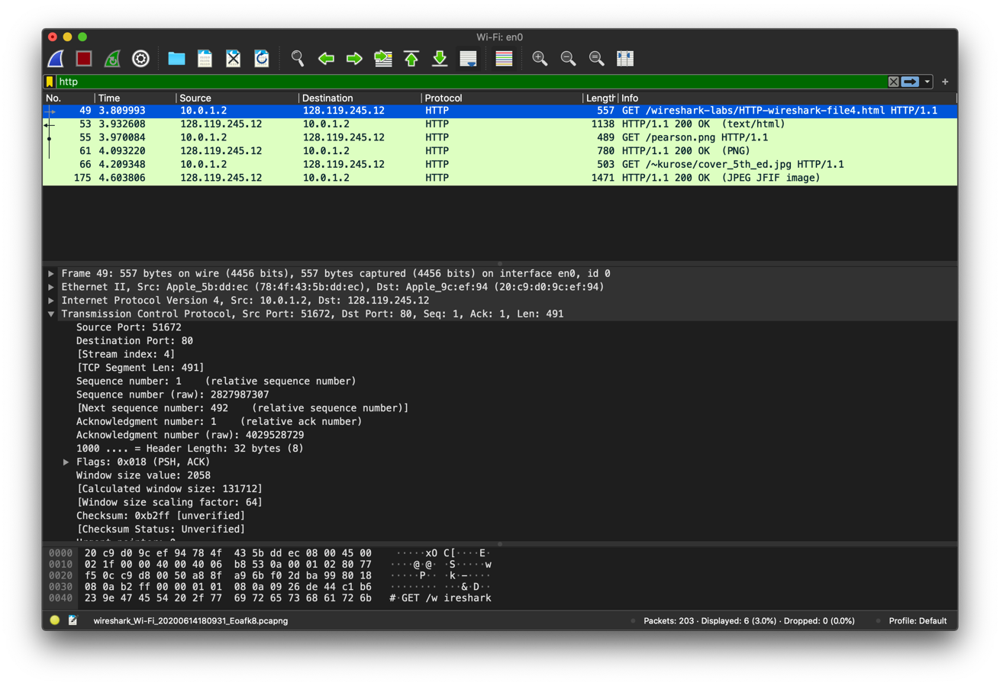 Wi-Fi: en0
http
No. Time Source Destination Protocol Length Info
49 3.809993 10.0.1.2 128.119.245.12 HTTP 557 GET /wireshark-labs/HTTP-wireshark-file4.html HTTP/1.1
53 3.932608 128.119.245.12 10.0.1.2 HTTP 1138 HTTP/1.1 200 OK  (text/html)
55 3.970084 10.0.1.2 128.119.245.12 HTTP 489 GET /pearson.png HTTP/1.1
61 4.093220 128.119.245.12 10.0.1.2 HTTP 780 HTTP/1.1 200 OK  (PNG)
66 4.209348 10.0.1.2 128.119.245.12 HTTP 503 GET /~kurose/cover_5th_ed.jpg HTTP/1.1
175 4.603806 128.119.245.12 10.0.1.2 HTTP 1471 HTTP/1.1 200 OK  (JPEG JFIF image)
Frame 49: 557 bytes on wire (4456 bits), 557 bytes captured (4456 bits) on interface en0, id 0
Ethernet II, Src: Apple_5b:dd:ec (78:4f:43:5b:dd:ec), Dst: Apple_9c:ef:94 (20:c9:d0:9c:ef:94)
Internet Protocol Version 4, Src: 10.0.1.2, Dst: 128.119.245.12
Transmission Control Protocol, Src Port: 51672, Dst Port: 80, Seq: 1, Ack: 1, Len: 491
Source Port: 51672
Destination Port: 80
[Stream index: 4]
[TCP Segment Len: 491]
Sequence number: 1    (relative sequence number)
Sequence number (raw): 2827987307
[Next sequence number: 492    (relative sequence number)]
Acknowledgment number: 1    (relative ack number)
Acknowledgment number (raw): 4029528729
1000 .... = Header Length: 32 bytes (8)
Flags: 0x018 (PSH, ACK)
Window size value: 2058
[Calculated window size: 131712]
[Window size scaling factor: 64]
Checksum: 0xb2ff [unverified]
[Checksum Status: Unverified]
0000 20 c9 d0 9c ef 94 78 4f  43 5b dd ec 08 00 45 00 ·····xO C[····E·
0010 02 1f 00 00 40 00 40 06  b8 53 0a 00 01 02 80 77 ····@·@· ·S·····w
0020 f5 0c c9 d8 00 50 a8 8f  a9 6b f0 2d ba 99 80 18 ·····P·· ·k·-····
0030 08 0a b2 ff 00 00 01 01  08 0a 09 26 de 44 c1 b6 ········ ···&·D··
0040 23 9e 47 45 54 20 2f 77  69 72 65 73 68 61 72 6b #·GET /w ireshark
wireshark_Wi-Fi_20200614180931_Eoafk8.pcapng Packets: 203 · Displayed: 6 (3.0%) · Dropped: 0 (0.0%) Profile: Default